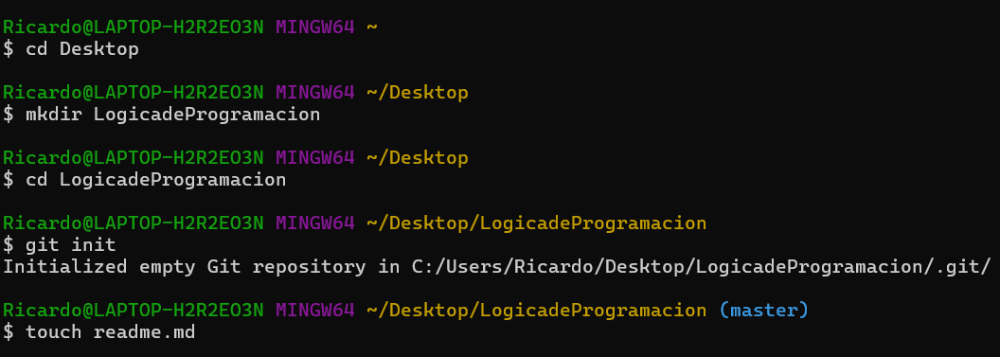 Ricardo@LAPTOP-H2R2EO3N MINGW64 ~
$ cd Desktop
Ricardo@LAPTOP-H2R2EO3N MINGW64 ~/Desktop
$ mkdir LogicadeProgramacion
Ricardo@LAPTOP-H2R2EO3N MINGW64 ~/Desktop
$ cd LogicadeProgramacion
Ricardo@LAPTOP-H2R2EO3N MINGW64 ~/Desktop/LogicadeProgramacion
$ git init
Initialized empty Git repository in C:/Users/Ricardo/Desktop/LogicadeProgramacion/.git/
Ricardo@LAPTOP-H2R2EO3N MINGW64 ~/Desktop/LogicadeProgramacion (master)
$ touch readme.md